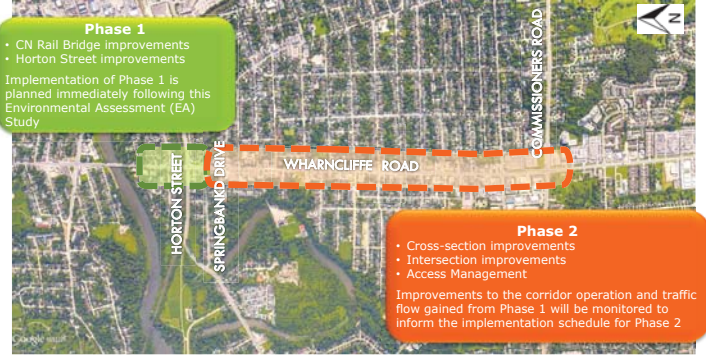 Phase 1
• CN Rail Bridge improvements
• Horton Street improvements
Implementation of Phase 1 is
planned immediately following this
Environmental Assessment (EA)
Study
N
COMMISSIONERS ROAD
WHARNCLIFFE ROAD
HORTON STREET
SPRINGBANKD DRIVE
Phase 2
• Cross-section improvements
• Intersection improvements
• Access Management
Improvements to the corridor operation and traffic
flow gained from Phase 1 will be monitored to
inform the implementation schedule for Phase 2
Google